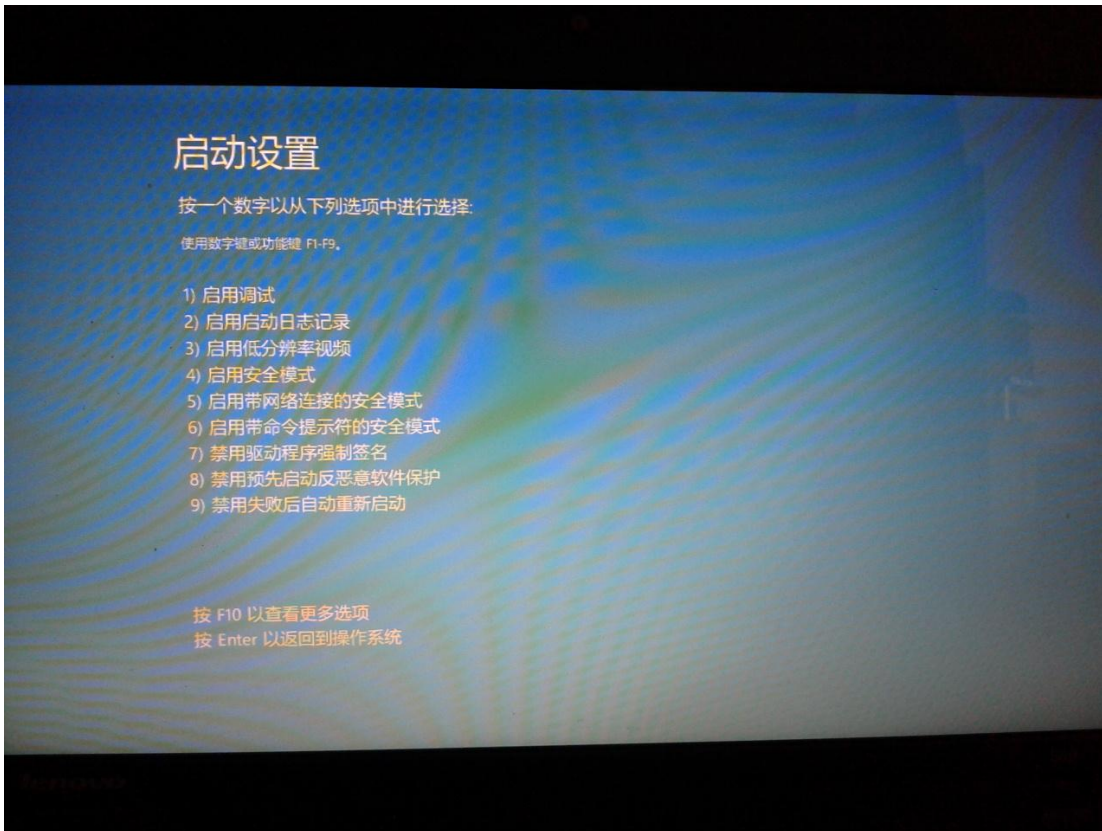 启动设置
按一个数字以从下列选项中进行选择:
使用数字键或功能键 F1-F9。
1) 启用调试
2) 启用启动日志记录
3) 启用低分辨率视频
4) 启用安全模式
5) 启用带网络连接的安全模式
6) 启用带命令提示符的安全模式
7) 禁用驱动程序强制签名
8) 禁用预先启动反恶意软件保护
9) 禁用失败后自动重新启动
按 F10 以查看更多选项
按 Enter 以返回到操作系统
lenovo